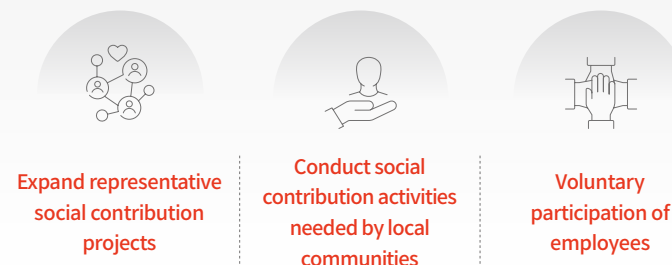 Expand representative
social contribution
projects
Conduct social
contribution activities
needed by local
communities
Voluntary
participation of
employees